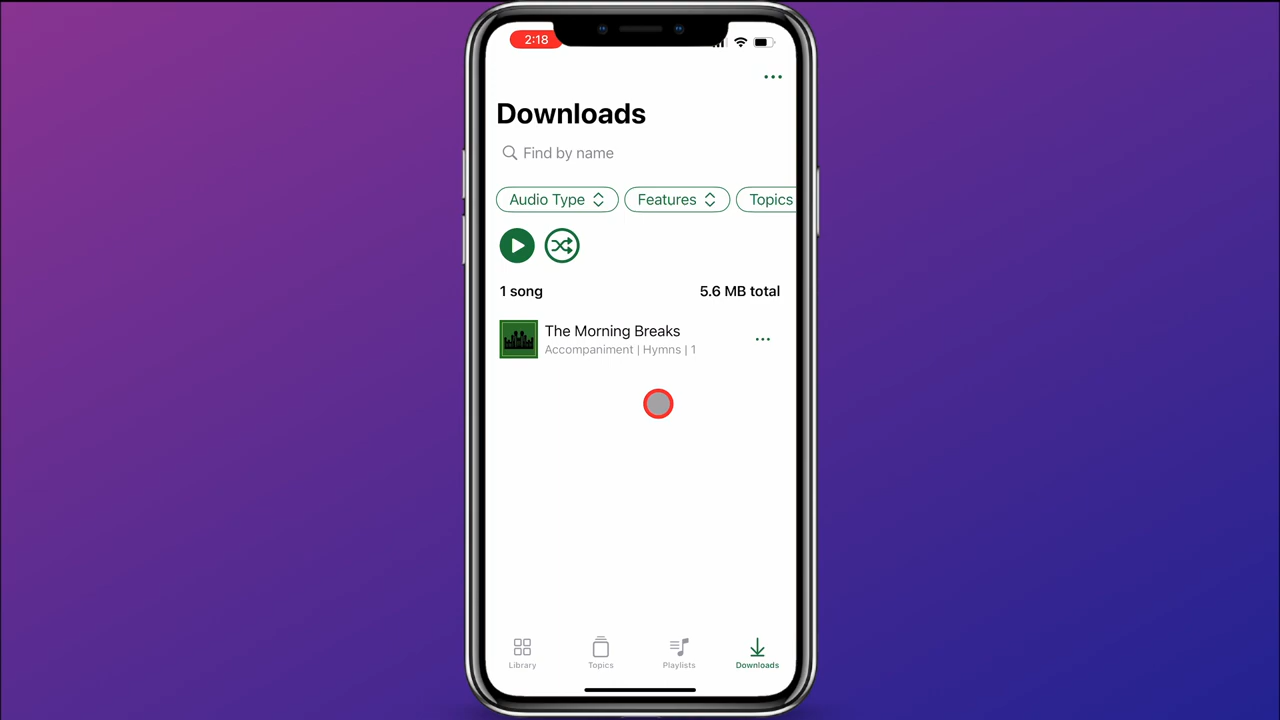 2:18
Downloads
Find by name
Audio Type Features Topics
1 song 5.6 MB total
The Morning Breaks
Accompaniment | Hymns | 1
Library Topics Playlists Downloads